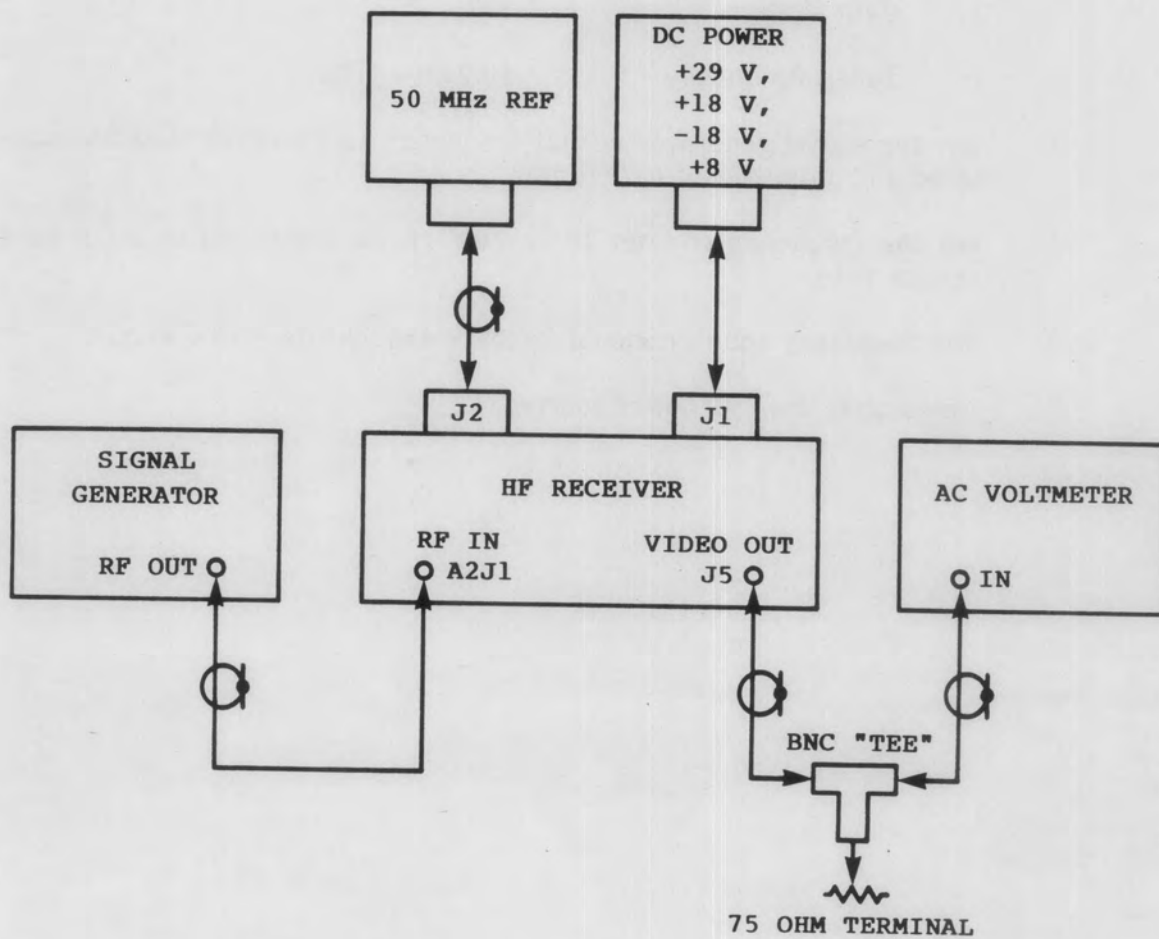 50 MHz REF
DC POWER
+29 V,
+18 V,
-18 V,
+8 V
J2
J1
SIGNAL
GENERATOR
RF OUT
HF RECEIVER
RF IN
A2J1
VIDEO OUT
J5
AC VOLTMETER
IN
BNC "TEE"
75 OHM TERMINAL